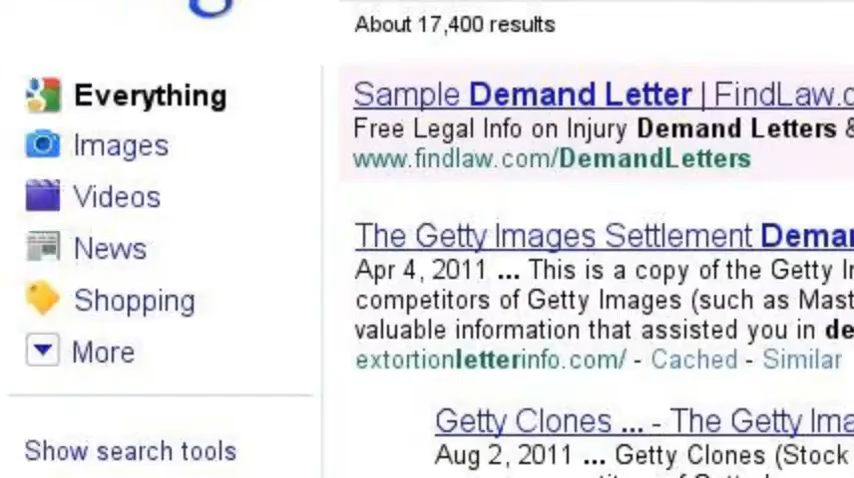 About 17,400 results
Everything
Images
Videos
News
Shopping
More
Show search tools
Sample Demand Letter | FindLaw.
Free Legal Info on Injury Demand Letters &
www.findlaw.com/DemandLetters
The Getty Images Settlement Deman
Apr 4, 2011 ... This is a copy of the Getty I
competitors of Getty Images (such as Mast
valuable information that assisted you in de
extortionletterinfo.com/ - Cached - Similar
Getty Clones ... - The Getty Ima
Aug 2, 2011 ... Getty Clones (Stock